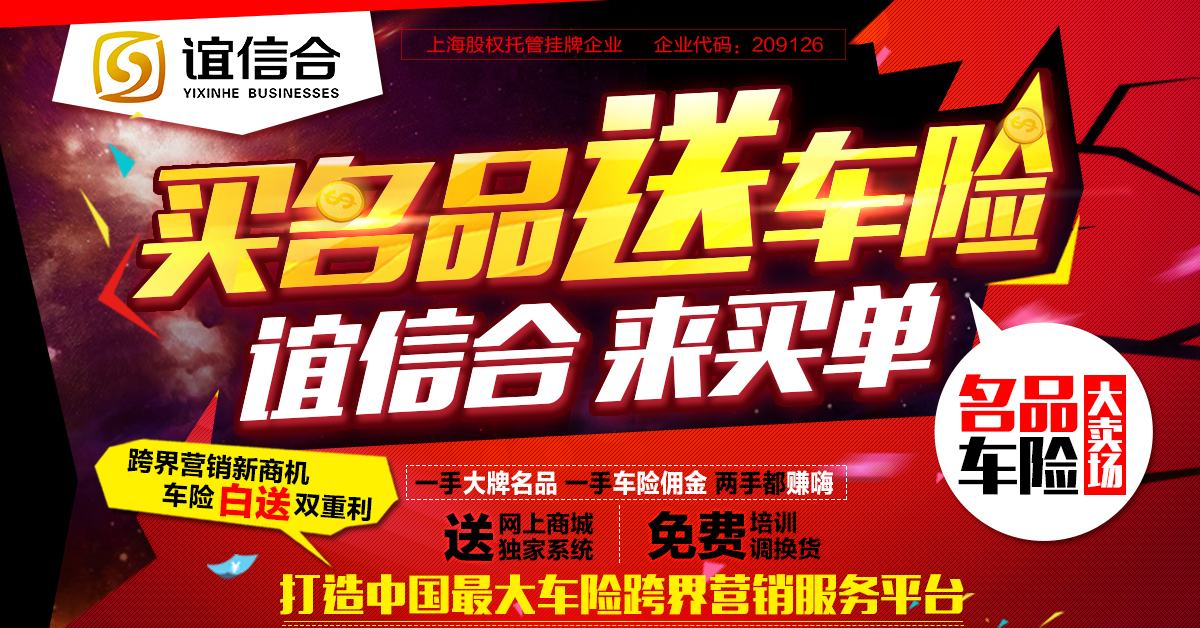 谊信合
YIXINHE BUSINESSES
上海股权托管挂牌企业 企业代码：209126
买名品送车险
谊信合 来买单
名品
车险
大卖场
跨界营销新商机
车险白送双重利
一手大牌名品 一手车险佣金 两手都赚嗨
送 网上商城
独家系统
免费 培训
调换货
打造中国最大车险跨界营销服务平台